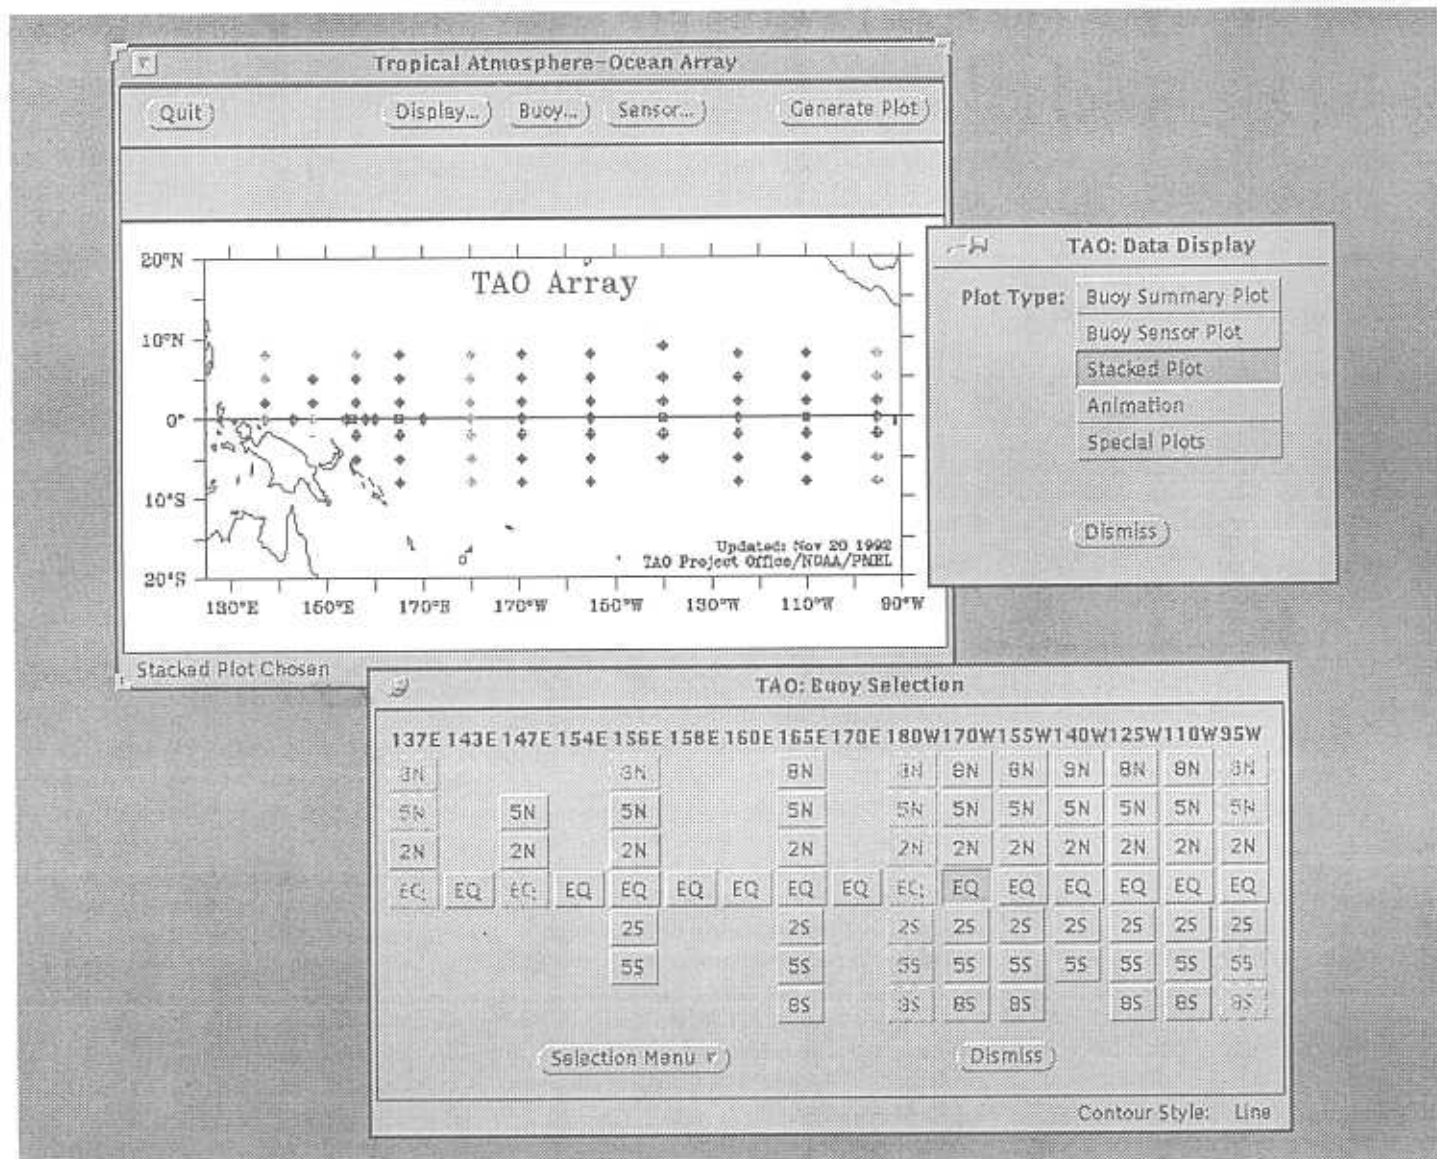 Tropical Atmosphere-Ocean Array
Quit
Display...
Buoy...
Sensor...
Generate Plot
TAO Array
20°N
10°N
0°
10°S
20°S
130°E 150°E 170°E 170°W 150°W 130°W 110°W 90°W
Updated: Nov 20 1992
TAO Project Office/NOAA/PMEL
Stacked Plot Chosen
TAO: Data Display
Plot Type:
Buoy Summary Plot
Buoy Sensor Plot
Stacked Plot
Animation
Special Plots
Dismiss
TAO: Buoy Selection
137E 143E 147E 154E 156E 158E 160E 165E 170E 180W 170W 155W 140W 125W 110W 95W
8N 8N 8N 8N 8N 8N 9N 8N 8N 8N
5N 5N 5N 5N 5N 5N 5N 5N 5N 5N 5N
2N 2N 2N 2N 2N 2N 2N 2N 2N 2N 2N
EQ EQ EQ EQ EQ EQ EQ EQ EQ EQ EQ EQ EQ EQ EQ EQ
2S 2S 2S 2S 2S 2S 2S 2S 2S
5S 5S 5S 5S 5S 5S 5S 5S 5S
8S 8S 8S 8S 8S 8S 8S
Selection Menu
Dismiss
Contour Style: Line